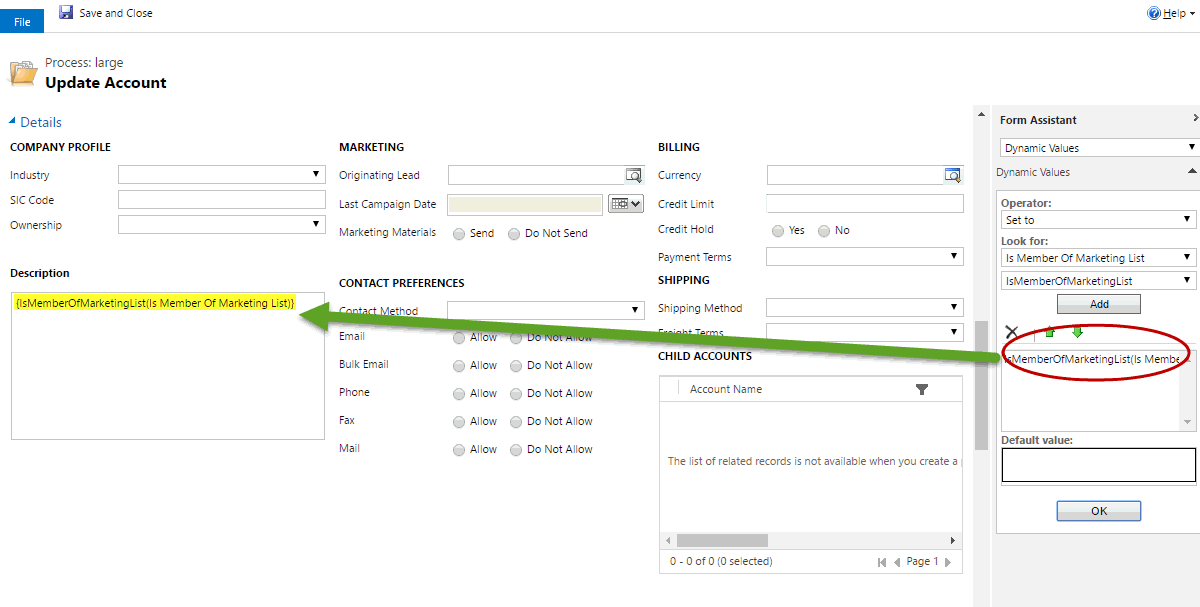 File
Save and Close
Help
Process: large
Update Account
Details
COMPANY PROFILE
Industry
SIC Code
Ownership
Description
{IsMemberOfMarketingList(Is Member Of Marketing List)}
MARKETING
Originating Lead
Last Campaign Date
Marketing Materials
Send
Do Not Send
CONTACT PREFERENCES
Contact Method
Email
Allow
Do Not Allow
Bulk Email
Allow
Do Not Allow
Phone
Allow
Do Not Allow
Fax
Allow
Do Not Allow
Mail
Allow
Do Not Allow
BILLING
Currency
Credit Limit
Credit Hold
Yes
No
Payment Terms
SHIPPING
Shipping Method
Freight Terms
CHILD ACCOUNTS
Account Name
The list of related records is not available when you create a
0 - 0 of 0 (0 selected)
Page 1
Form Assistant
Dynamic Values
Dynamic Values
Operator:
Set to
Look for:
Is Member Of Marketing List
IsMemberOfMarketingList
Add
IsMemberOfMarketingList(Is Membe
Default value:
OK